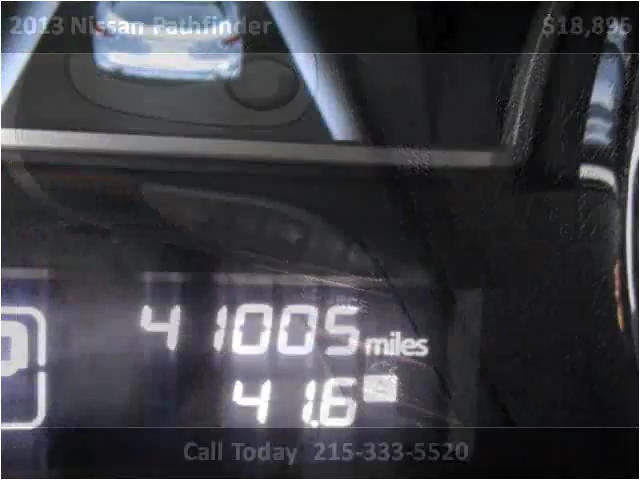 2013 Nissan Pathfinder $18,895
41005 miles
41.6 A
Call Today 215-333-5520